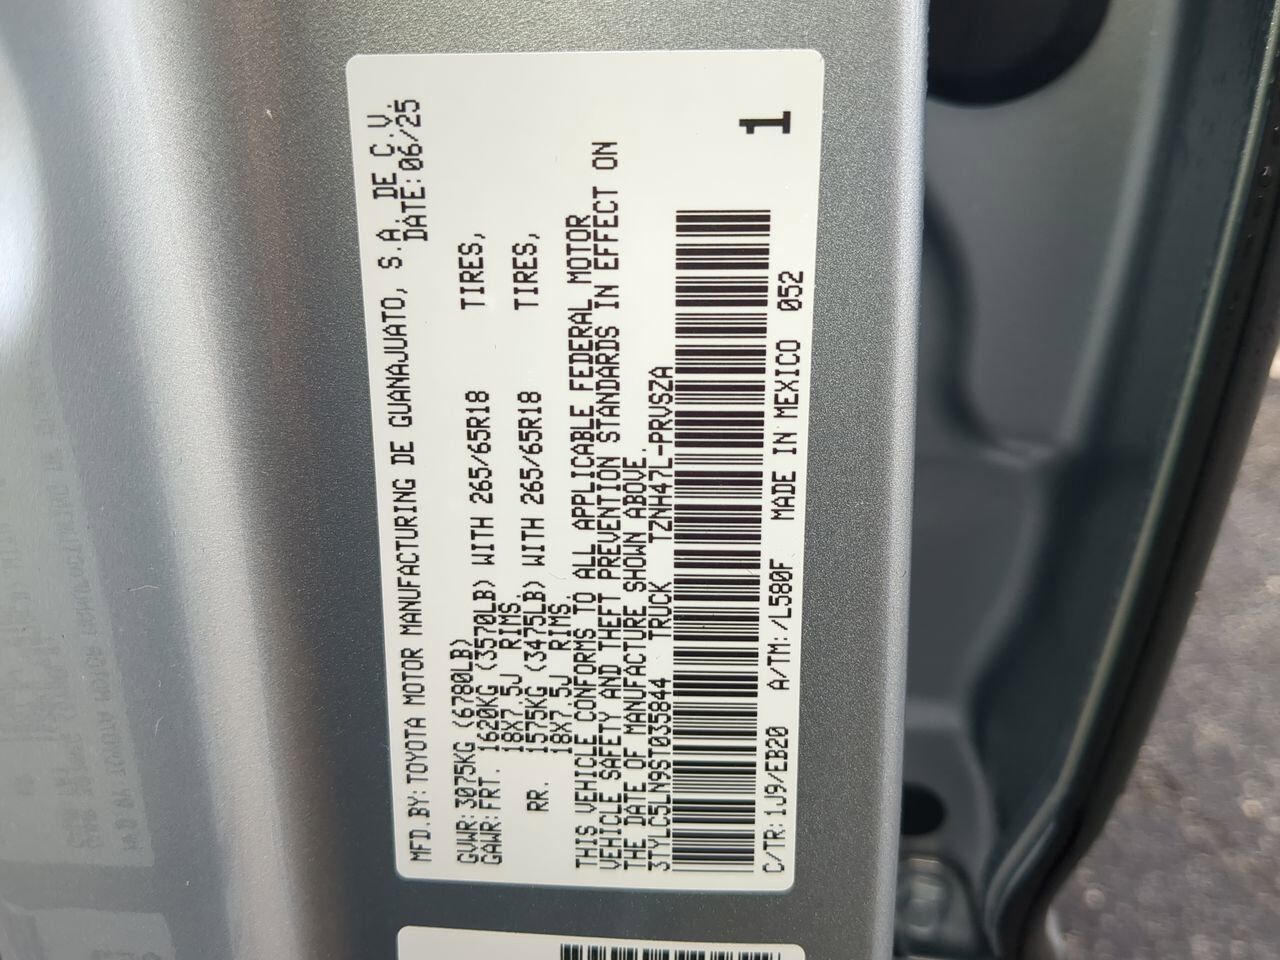 MFD.BY:TOYOTA MOTOR MANUFACTURING DE GUANAJUATO, S.A. DE C.V.
DATE:06/25
GVWR:3075KG (6780LB)
GAWR:FRT. 1620KG (3570LB) WITH 265/65R18 TIRES,
18X7.5J RIMS,
RR. 1575KG (3475LB) WITH 265/65R18 TIRES,
18X7.5J RIMS.
THIS VEHICLE CONFORMS TO ALL APPLICABLE FEDERAL MOTOR
VEHICLE SAFETY AND THEFT PREVENTION STANDARDS IN EFFECT ON
THE DATE OF MANUFACTURE SHOWN ABOVE.
3TYLC5LN9ST035844 TRUCK TZNH47L-PRVSZA
1
C/TR:1J9/EB20 A/TM:/L580F MADE IN MEXICO 052